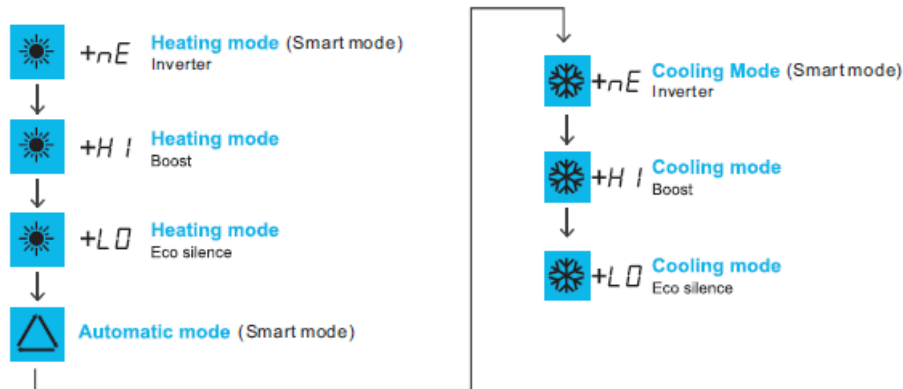 +nE Heating mode (Smart mode)
Inverter
+HI Heating mode
Boost
+LO Heating mode
Eco silence
Automatic mode (Smart mode)
+nE Cooling Mode (Smart mode)
Inverter
+HI Cooling mode
Boost
+LO Cooling mode
Eco silence